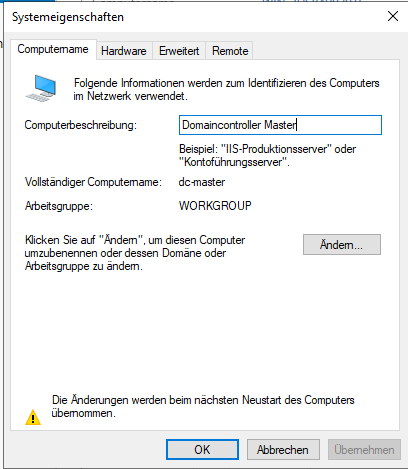 Systemeigenschaften
Computername Hardware Erweitert Remote
Folgende Informationen werden zum Identifizieren des Computers
im Netzwerk verwendet.
Computerbeschreibung: Domaincontroller Master
Beispiel: "IIS-Produktionsserver" oder
"Kontoführungsserver".
Vollständiger Computername: dc-master
Arbeitsgruppe: WORKGROUP
Klicken Sie auf "Ändern", um diesen Computer
umzubenennen oder dessen Domäne oder
Arbeitsgruppe zu ändern.
Ändern...
Die Änderungen werden beim nächsten Neustart des Computers
übernommen.
OK Abbrechen Übernehmen